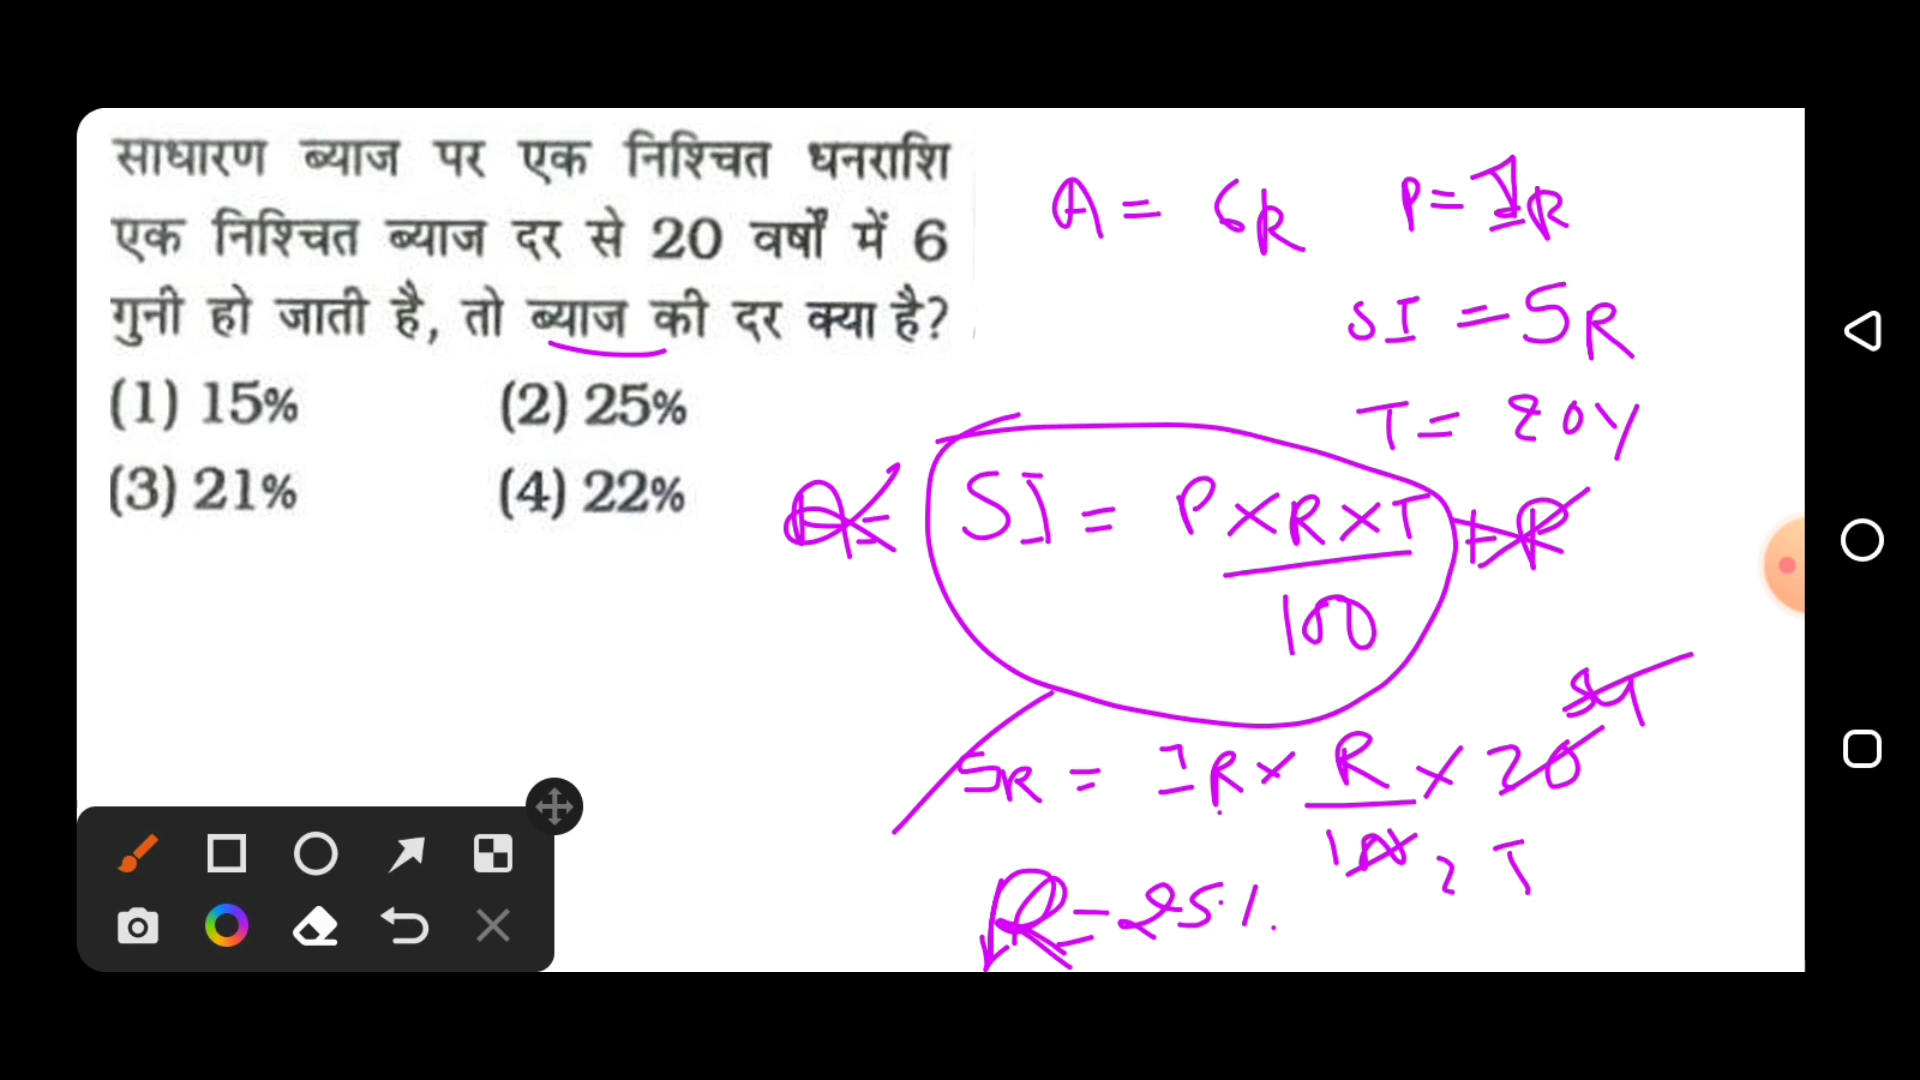 साधारण ब्याज पर एक निश्चित धनराशि
एक निश्चित ब्याज दर से 20 वर्षों में 6
गुनी हो जाती है, तो ब्याज की दर क्या है?
(1) 15% (2) 25%
(3) 21% (4) 22%
A = 6R P = 1R
SI = 5R
T = 20Y
SI = P × R × T
100
5R = 1R × R × 20
100
R = 25%